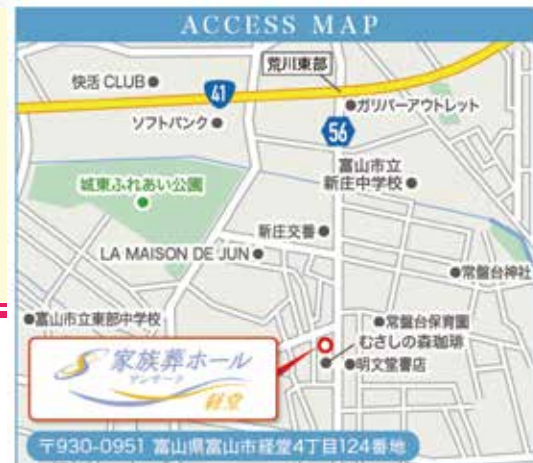 ACCESS MAP
荒川東部
快活 CLUB
41
ガリバーアウトレット
ソフトバンク
56
富山市立
新庄中学校
城東ふれあい公園
新庄交番
LA MAISON DE JUN
常盤台神社
富山市立東部中学校
常盤台保育園
むさしの森珈琲
明文堂書店
家族葬ホール
経堂
〒930-0951 富山県富山市経堂4丁目124番地